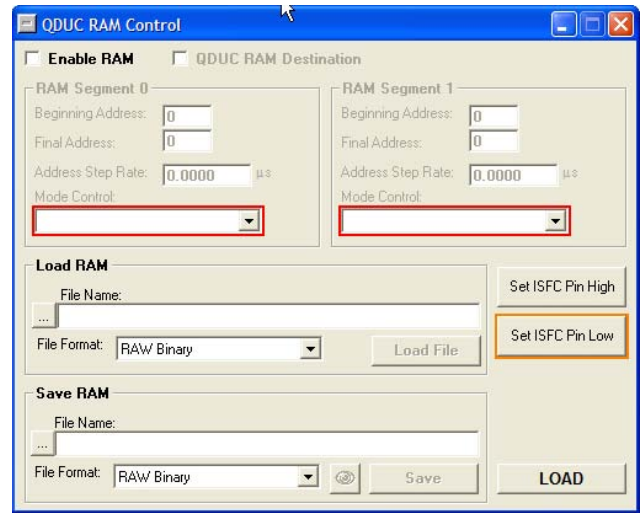 QDUC RAM Control
Enable RAM
QDUC RAM Destination
RAM Segment 0
Beginning Address: 0
Final Address: 0
Address Step Rate: 0.0000 µs
Mode Control:
RAM Segment 1
Beginning Address: 0
Final Address: 0
Address Step Rate: 0.0000 µs
Mode Control:
Load RAM
File Name:
...
File Format: RAW Binary
Load File
Set ISFC Pin High
Set ISFC Pin Low
Save RAM
File Name:
...
File Format: RAW Binary
Save
LOAD